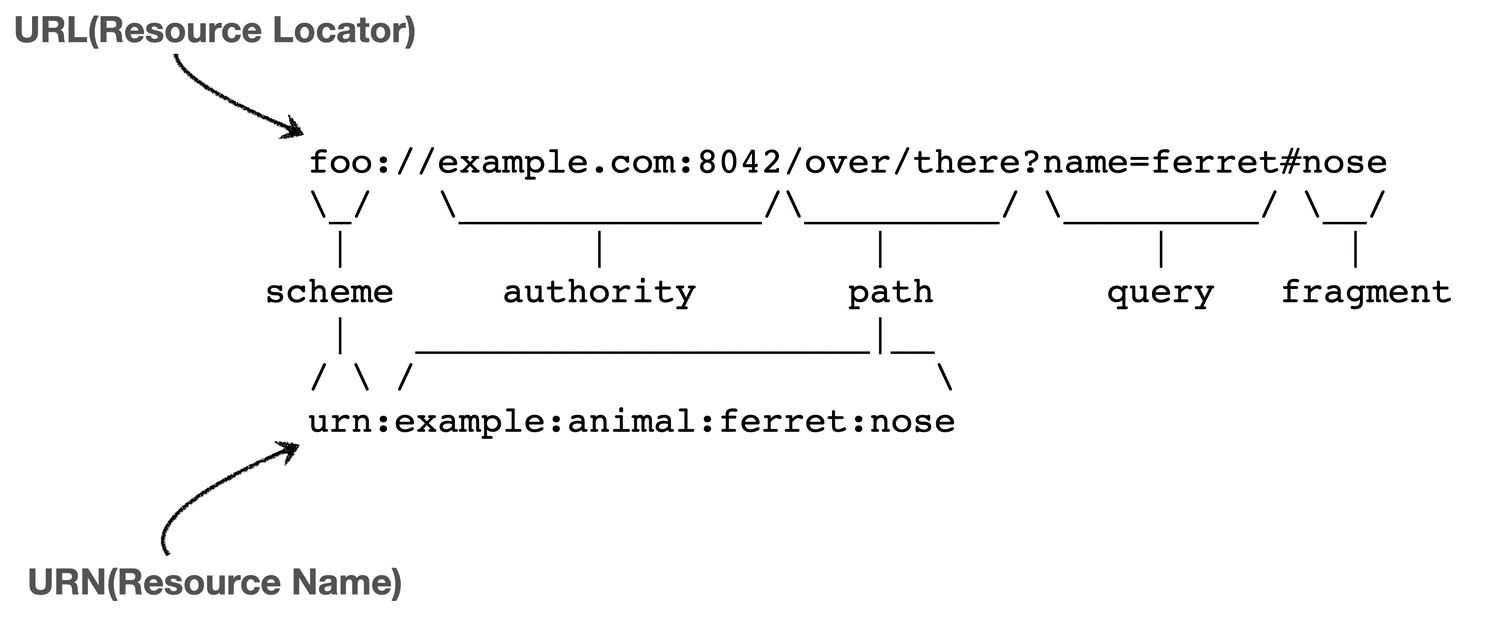 URL(Resource Locator)
foo://example.com:8042/over/there?name=ferret#nose
scheme authority path query fragment
urn:example:animal:ferret:nose
URN(Resource Name)